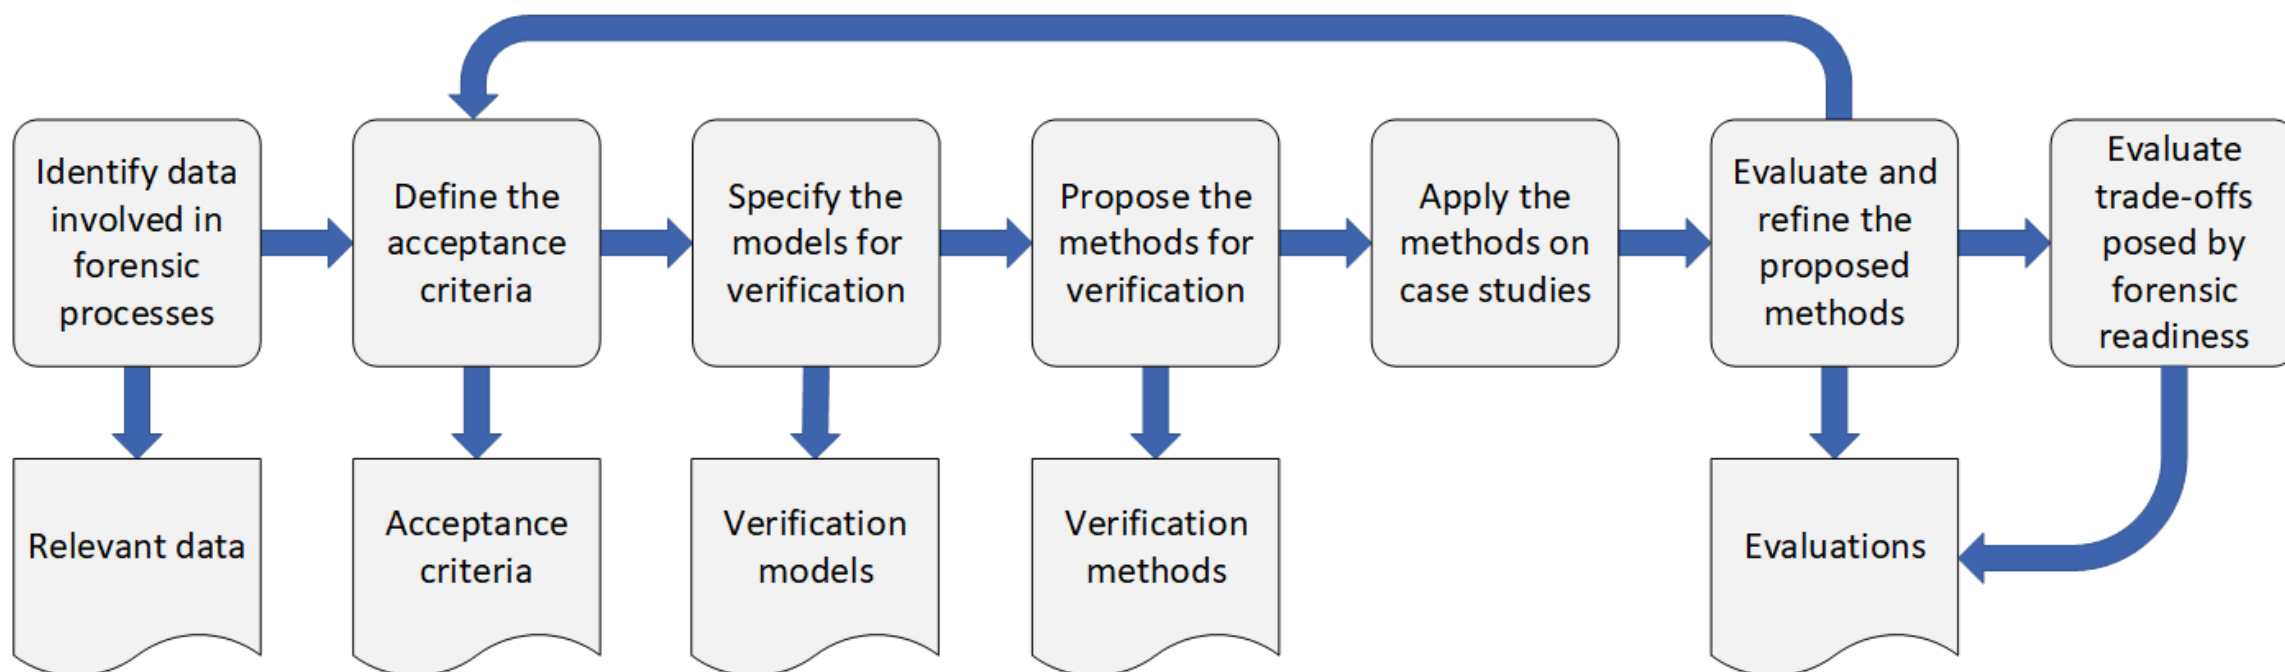 Identify data
involved in
forensic
processes
Define the
acceptance
criteria
Specify the
models for
verification
Propose the
methods for
verification
Apply the
methods on
case studies
Evaluate and
refine the
proposed
methods
Evaluate
trade-offs
posed by
forensic
readiness
Relevant data
Acceptance
criteria
Verification
models
Verification
methods
Evaluations